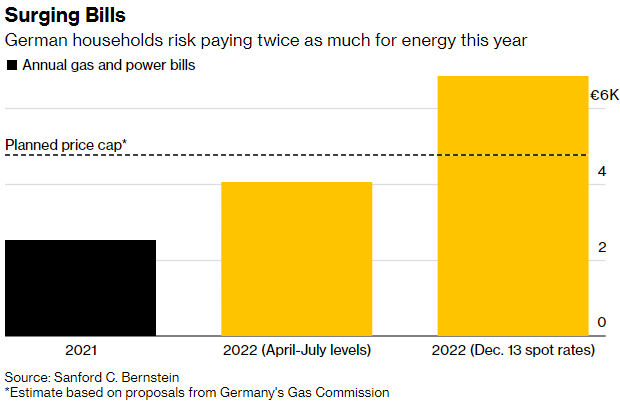 Surging Bills
German households risk paying twice as much for energy this year
Annual gas and power bills
€6K
Planned price cap*
4
2
0
2021
2022 (April-July levels)
2022 (Dec. 13 spot rates)
Source: Sanford C. Bernstein
*Estimate based on proposals from Germany's Gas Commission